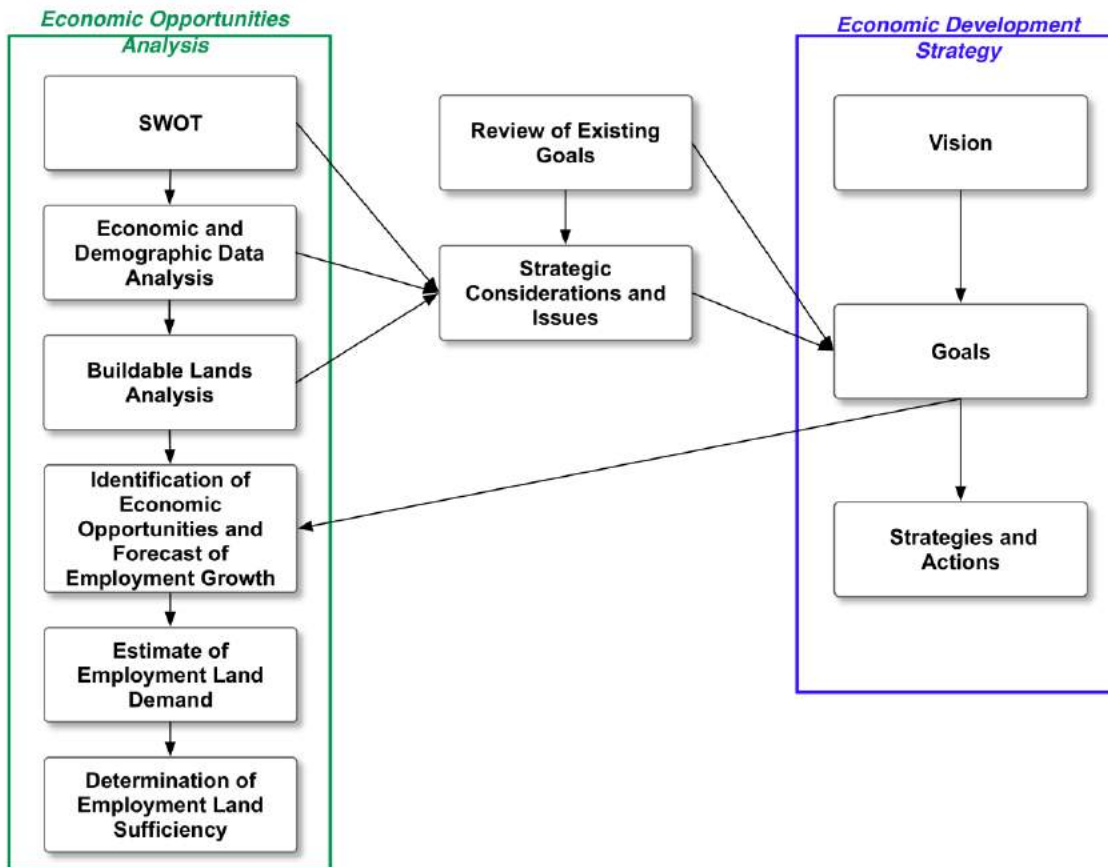 Economic Opportunities
Analysis
SWOT
Economic and
Demographic Data
Analysis
Buildable Lands
Analysis
Identification of
Economic
Opportunities and
Forecast of
Employment Growth
Estimate of
Employment Land
Demand
Determination of
Employment Land
Sufficiency
Review of Existing
Goals
Strategic
Considerations and
Issues
Economic Development
Strategy
Vision
Goals
Strategies and
Actions